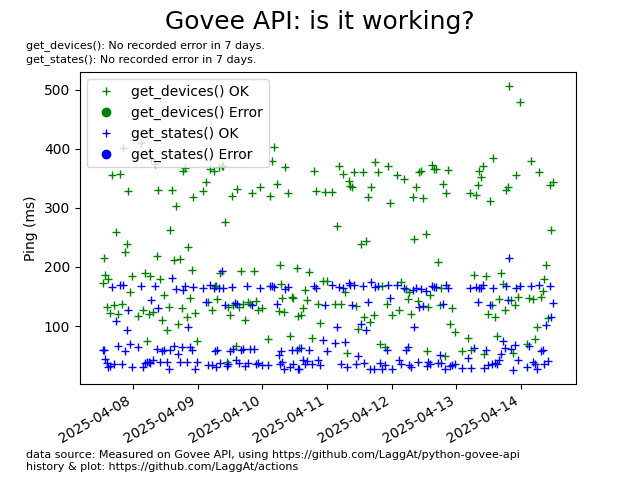 Govee API: is it working?
get_devices(): No recorded error in 7 days.
get_states(): No recorded error in 7 days.
get_devices() OK
get_devices() Error
get_states() OK
get_states() Error
500
400
300
200
100
Ping (ms)
2025-04-08
2025-04-09
2025-04-10
2025-04-11
2025-04-12
2025-04-13
2025-04-14
data source: Measured on Govee API, using https://github.com/LaggAt/python-govee-api
history & plot: https://github.com/LaggAt/actions